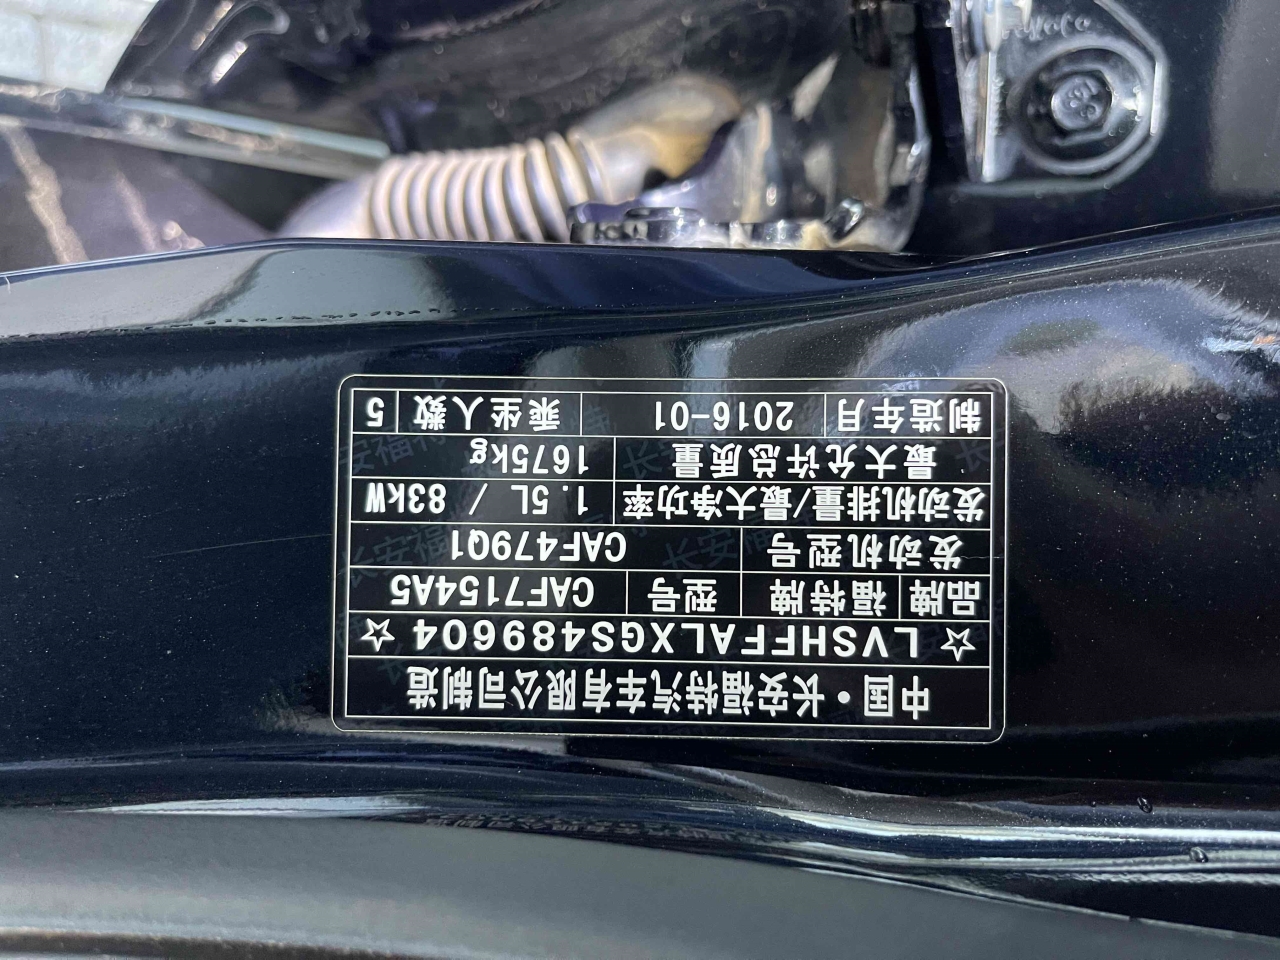 中国·长安福特汽车有限公司制造
☆LVSHFFALXGS489604☆
品牌 福特牌 型号 CAF7154A5
发动机型号 CAF479Q1
发动机排量/最大净功率 1.5L / 83kW
最大允许总质量 1675kg
制造年月 2016-01 乘坐人数 5